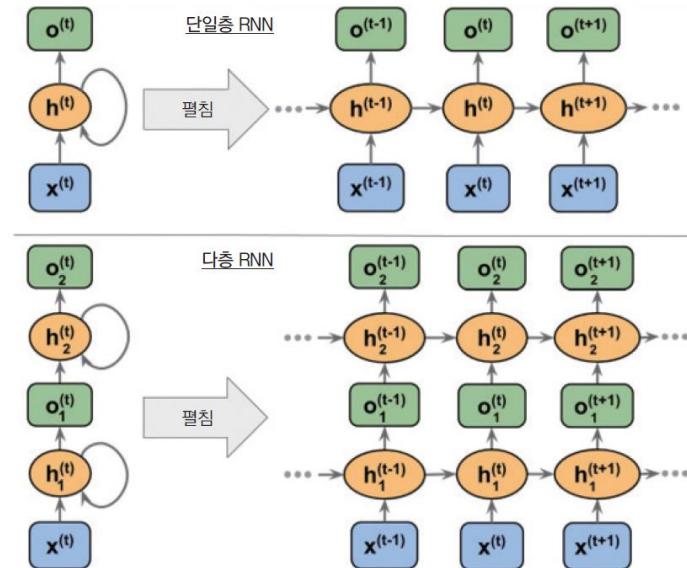 단일층 RNN
o(t) o(t-1) o(t) o(t+1)
h(t) 펼침 ••• h(t-1) h(t) h(t+1) •••
x(t) x(t-1) x(t) x(t+1)
다층 RNN
o₂(t) o₂(t-1) o₂(t) o₂(t+1)
h₂(t) ••• h₂(t-1) h₂(t) h₂(t+1) •••
o₁(t) 펼침 o₁(t-1) o₁(t) o₁(t+1)
h₁(t) ••• h₁(t-1) h₁(t) h₁(t+1) •••
x(t) x(t-1) x(t) x(t+1)